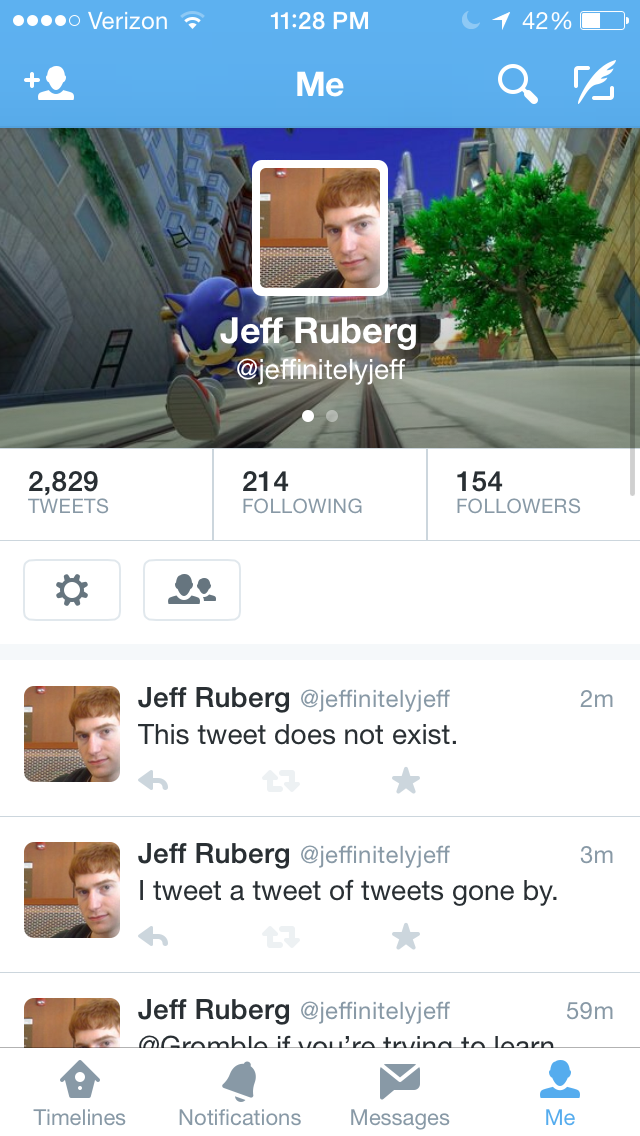 Verizon 11:28 PM 42%
Me
Jeff Ruberg
@jeffinitelyjeff
2,829 214 154
TWEETS FOLLOWING FOLLOWERS
Jeff Ruberg @jeffinitelyjeff 2m
This tweet does not exist.
Jeff Ruberg @jeffinitelyjeff 3m
I tweet a tweet of tweets gone by.
Jeff Ruberg @jeffinitelyjeff 59m
@Gromble if you're trying to learn
Timelines Notifications Messages Me